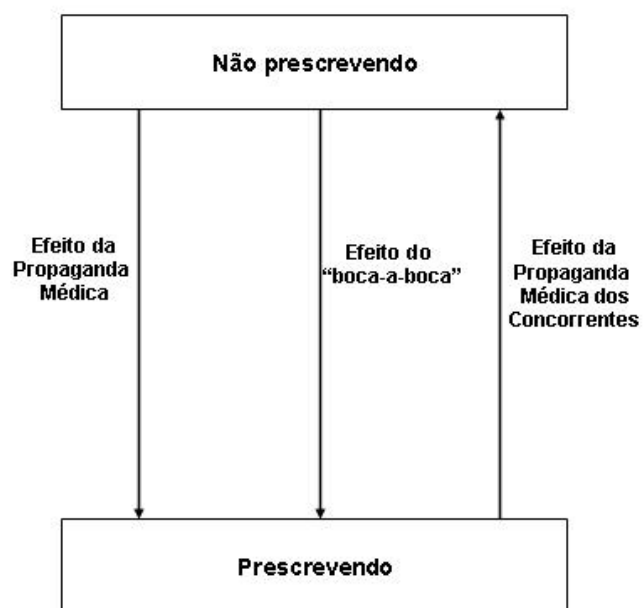 Não prescrevendo
Efeito da
Propaganda
Médica
Efeito do
“boca-a-boca”
Efeito da
Propaganda
Médica dos
Concorrentes
Prescrevendo